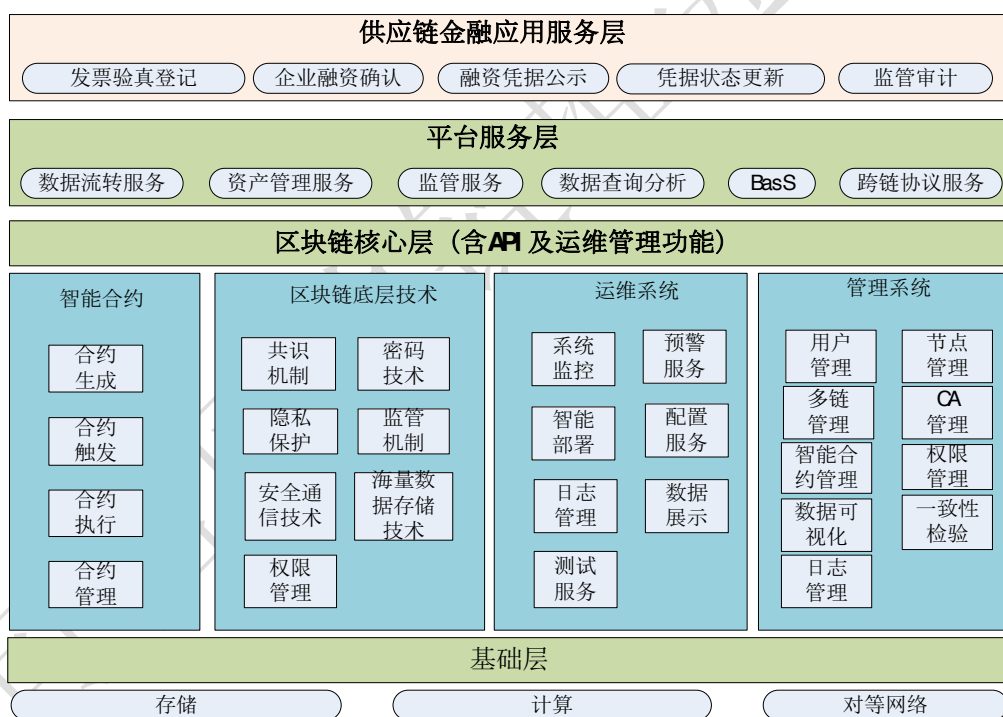 供应链金融应用服务层
发票验真登记 企业融资确认 融资凭据公示 凭据状态更新 监管审计
平台服务层
数据流转服务 资产管理服务 监管服务 数据查询分析 BasS 跨链协议服务
区块链核心层（含API及运维管理功能）
智能合约
合约
生成
合约
触发
合约
执行
合约
管理
区块链底层技术
共识
机制
密码
技术
隐私
保护
监管
机制
安全通
信技术
海量数
据存储
技术
权限
管理
运维系统
系统
监控
预警
服务
智能
部署
配置
服务
日志
管理
数据
展示
测试
服务
管理系统
用户
管理
节点
管理
多链
管理
CA
管理
智能合
约管理
权限
管理
数据可
视化
一致性
检验
日志
管理
基础层
存储 计算 对等网络